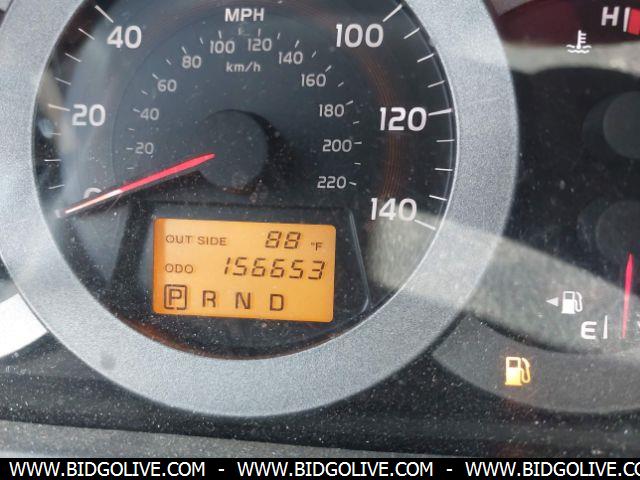 MPH
40
100
H
80 100 120 140
km/h
60
160
20
40
180
120
20
200
220
0
140
OUT SIDE 88 °F
ODO 156653
P R N D
E
WWW.BIDGOLIVE.COM - WWW.BIDGOLIVE.COM - WWW.BIDGOLIVE.COM